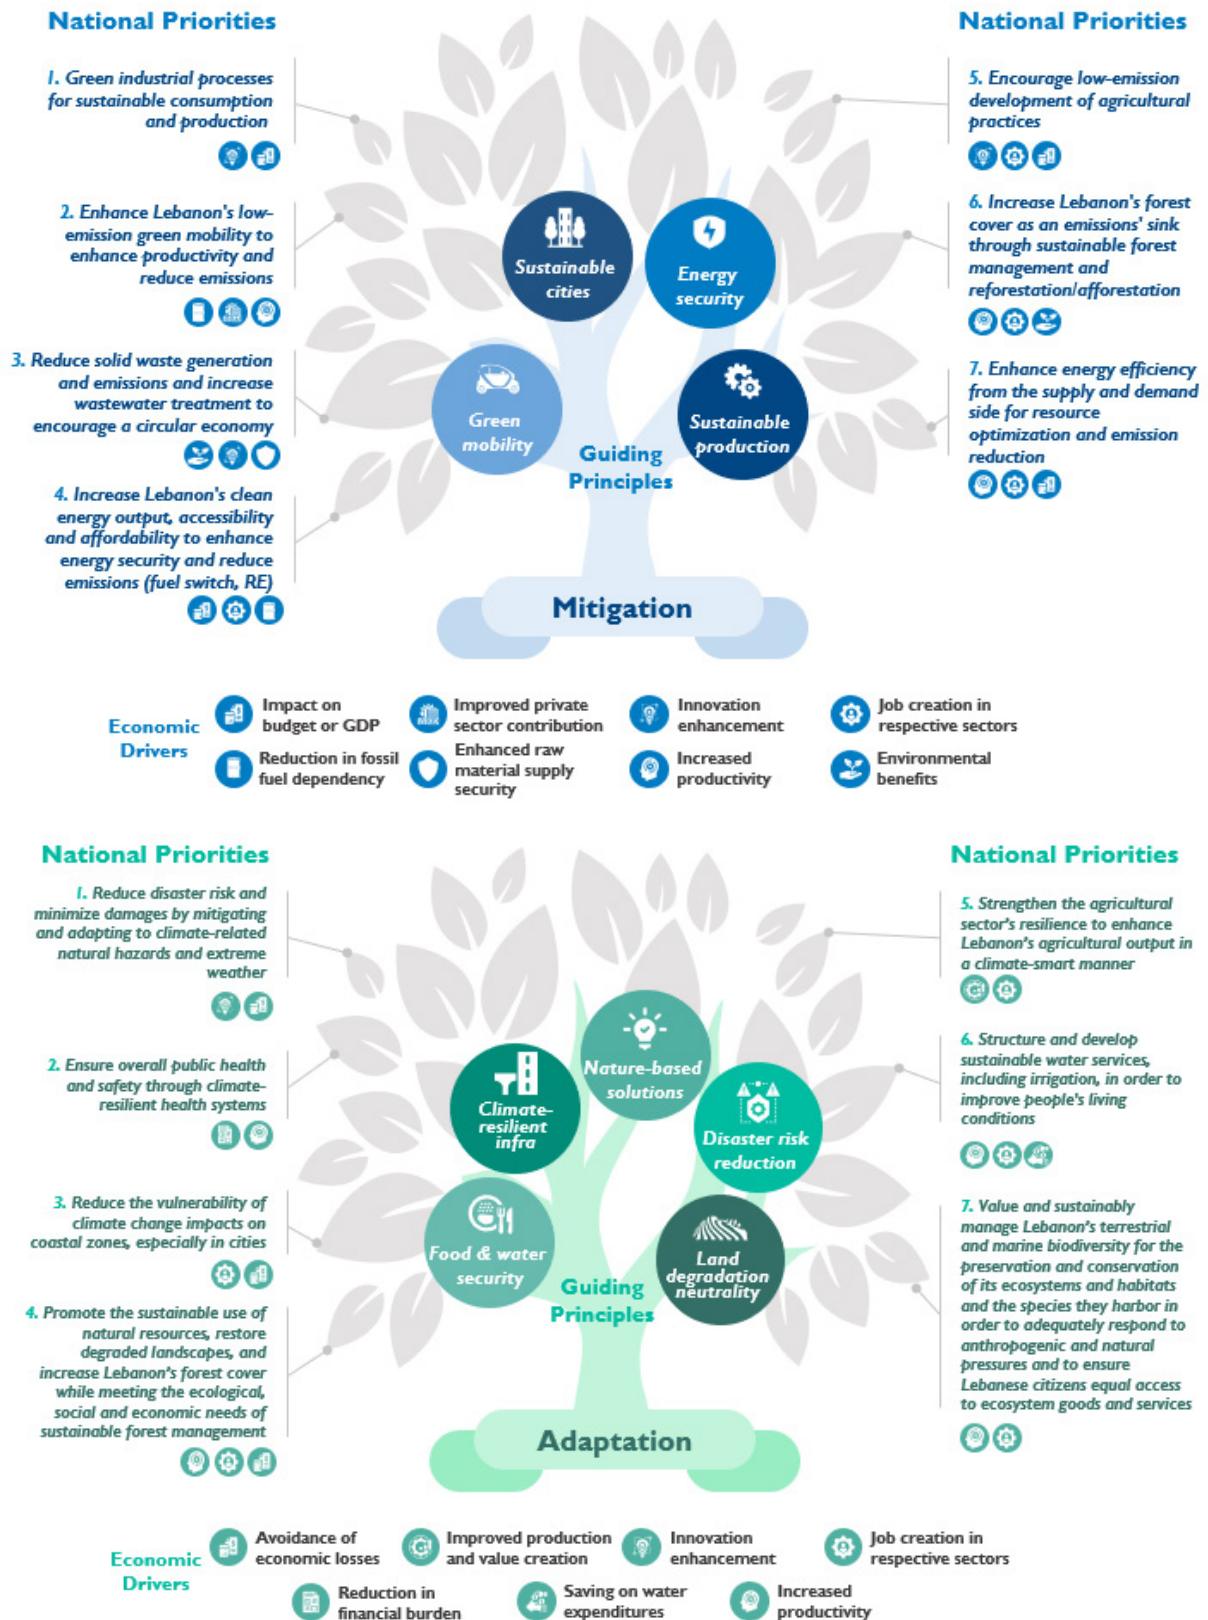 National Priorities
1. Green industrial processes
for sustainable consumption
and production
2. Enhance Lebanon's low-
emission green mobility to
enhance productivity and
reduce emissions
3. Reduce solid waste generation
and emissions and increase
wastewater treatment to
encourage a circular economy
4. Increase Lebanon's clean
energy output, accessibility
and affordability to enhance
energy security and reduce
emissions (fuel switch, RE)
National Priorities
5. Encourage low-emission
development of agricultural
practices
6. Increase Lebanon's forest
cover as an emissions' sink
through sustainable forest
management and
reforestation/afforestation
7. Enhance energy efficiency
from the supply and demand
side for resource
optimization and emission
reduction
Sustainable
cities
Energy
security
Green
mobility
Sustainable
production
Guiding
Principles
Mitigation
Economic
Drivers
Impact on
budget or GDP
Improved private
sector contribution
Innovation
enhancement
Job creation in
respective sectors
Reduction in fossil
fuel dependency
Enhanced raw
material supply
security
Increased
productivity
Environmental
benefits
National Priorities
1. Reduce disaster risk and
minimize damages by mitigating
and adapting to climate-related
natural hazards and extreme
weather
2. Ensure overall public health
and safety through climate-
resilient health systems
3. Reduce the vulnerability of
climate change impacts on
coastal zones, especially in cities
4. Promote the sustainable use of
natural resources, restore
degraded landscapes, and
increase Lebanon's forest cover
while meeting the ecological,
social and economic needs of
sustainable forest management
National Priorities
5. Strengthen the agricultural
sector's resilience to enhance
Lebanon's agricultural output in
a climate-smart manner
6. Structure and develop
sustainable water services,
including irrigation, in order to
improve people's living
conditions
7. Value and sustainably
manage Lebanon's terrestrial
and marine biodiversity for the
preservation and conservation
of its ecosystems and habitats
and the species they harbor in
order to adequately respond to
anthropogenic and natural
pressures and to ensure
Lebanese citizens equal access
to ecosystem goods and services
Nature-based
solutions
Climate-
resilient
infra
Disaster risk
reduction
Food & water
security
Land
degradation
neutrality
Guiding
Principles
Adaptation
Economic
Drivers
Avoidance of
economic losses
Improved production
and value creation
Innovation
enhancement
Job creation in
respective sectors
Reduction in
financial burden
Saving on water
expenditures
Increased
productivity